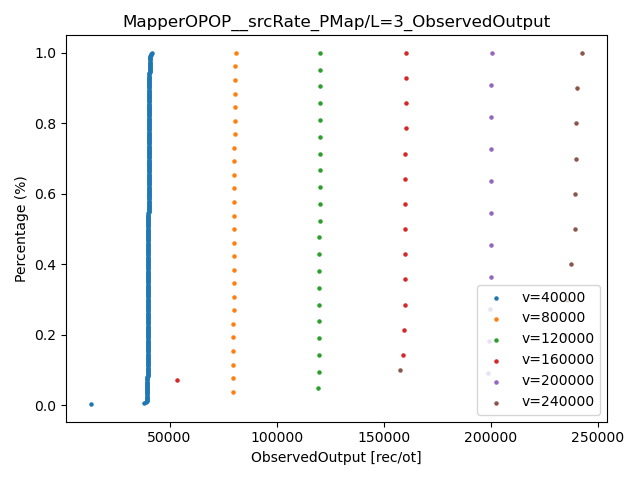 MapperOPOP__srcRate_PMap/L=3_ObservedOutput
1.0
0.8
0.6
0.4
0.2
0.0
Percentage (%)
v=40000
v=80000
v=120000
v=160000
v=200000
v=240000
50000 100000 150000 200000 250000
ObservedOutput [rec/ot]